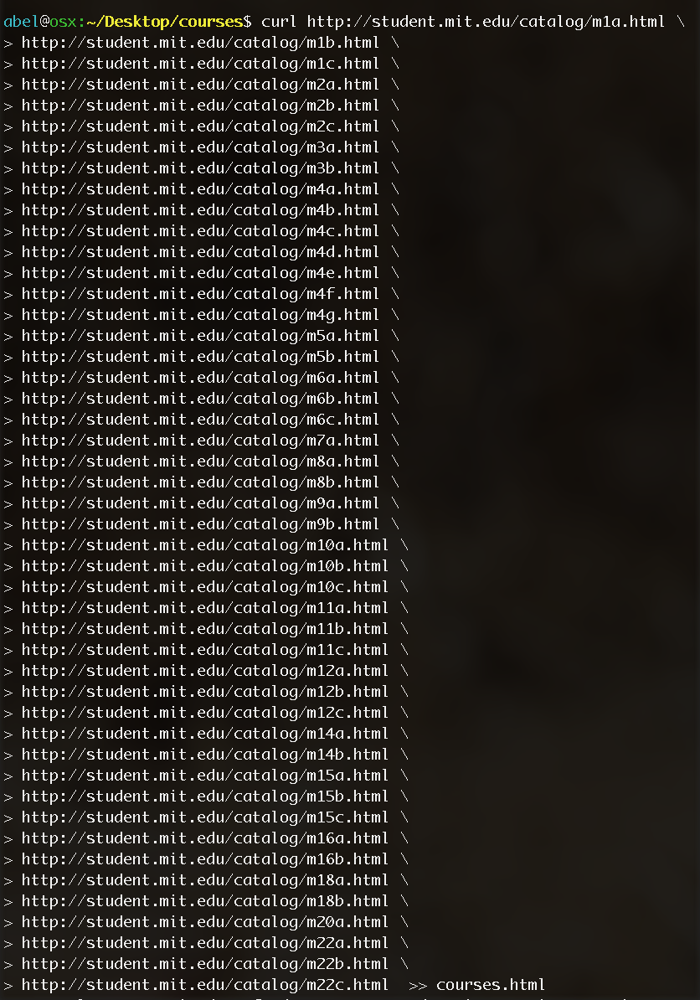 abel@osx:~/Desktop/courses$ curl http://student.mit.edu/catalog/m1a.html \
> http://student.mit.edu/catalog/m1b.html \
> http://student.mit.edu/catalog/m1c.html \
> http://student.mit.edu/catalog/m2a.html \
> http://student.mit.edu/catalog/m2b.html \
> http://student.mit.edu/catalog/m2c.html \
> http://student.mit.edu/catalog/m3a.html \
> http://student.mit.edu/catalog/m3b.html \
> http://student.mit.edu/catalog/m4a.html \
> http://student.mit.edu/catalog/m4b.html \
> http://student.mit.edu/catalog/m4c.html \
> http://student.mit.edu/catalog/m4d.html \
> http://student.mit.edu/catalog/m4e.html \
> http://student.mit.edu/catalog/m4f.html \
> http://student.mit.edu/catalog/m4g.html \
> http://student.mit.edu/catalog/m5a.html \
> http://student.mit.edu/catalog/m5b.html \
> http://student.mit.edu/catalog/m6a.html \
> http://student.mit.edu/catalog/m6b.html \
> http://student.mit.edu/catalog/m6c.html \
> http://student.mit.edu/catalog/m7a.html \
> http://student.mit.edu/catalog/m8a.html \
> http://student.mit.edu/catalog/m8b.html \
> http://student.mit.edu/catalog/m9a.html \
> http://student.mit.edu/catalog/m9b.html \
> http://student.mit.edu/catalog/m10a.html \
> http://student.mit.edu/catalog/m10b.html \
> http://student.mit.edu/catalog/m10c.html \
> http://student.mit.edu/catalog/m11a.html \
> http://student.mit.edu/catalog/m11b.html \
> http://student.mit.edu/catalog/m11c.html \
> http://student.mit.edu/catalog/m12a.html \
> http://student.mit.edu/catalog/m12b.html \
> http://student.mit.edu/catalog/m12c.html \
> http://student.mit.edu/catalog/m14a.html \
> http://student.mit.edu/catalog/m14b.html \
> http://student.mit.edu/catalog/m15a.html \
> http://student.mit.edu/catalog/m15b.html \
> http://student.mit.edu/catalog/m15c.html \
> http://student.mit.edu/catalog/m16a.html \
> http://student.mit.edu/catalog/m16b.html \
> http://student.mit.edu/catalog/m18a.html \
> http://student.mit.edu/catalog/m18b.html \
> http://student.mit.edu/catalog/m20a.html \
> http://student.mit.edu/catalog/m22a.html \
> http://student.mit.edu/catalog/m22b.html \
> http://student.mit.edu/catalog/m22c.html  >> courses.html